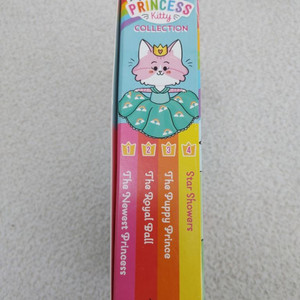 PRINCESS
Kitty
COLLECTION
1 2 3 4
The Newest Princess
The Royal Ball
The Puppy Prince
Star Showers